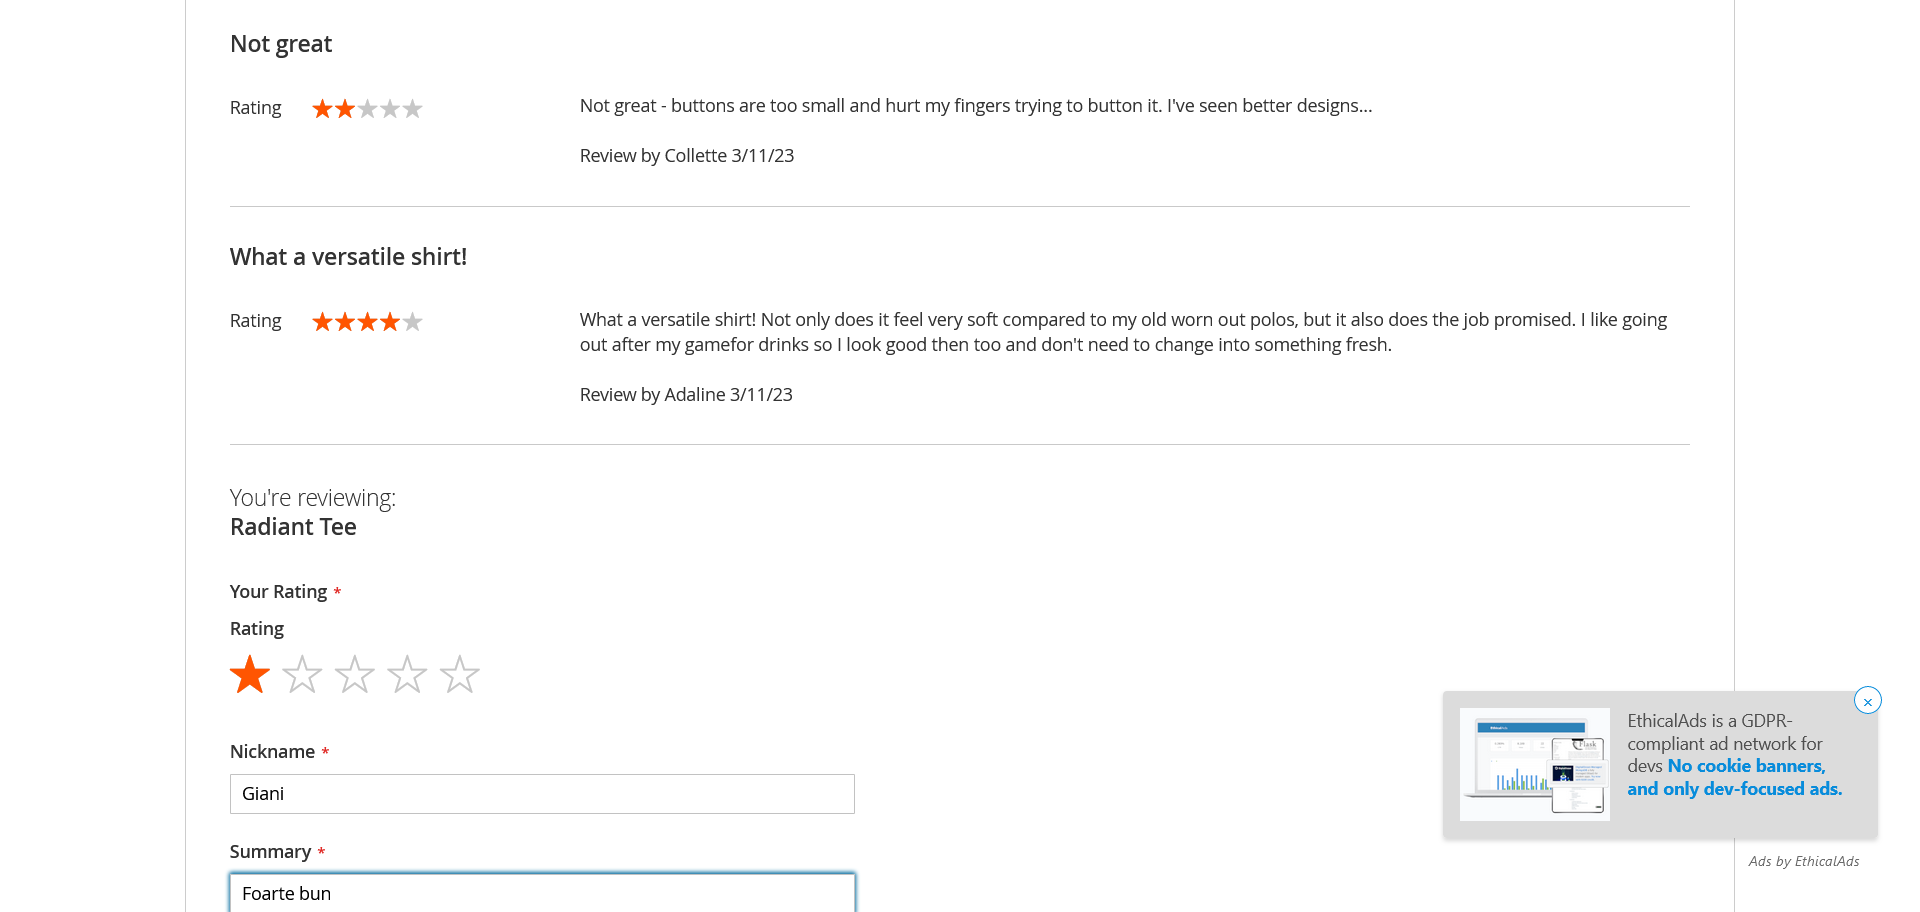 Not great
Rating
Not great - buttons are too small and hurt my fingers trying to button it. I've seen better designs...
Review by Collette 3/11/23
What a versatile shirt!
Rating
What a versatile shirt! Not only does it feel very soft compared to my old worn out polos, but it also does the job promised. I like going
out after my gamefor drinks so I look good then too and don't need to change into something fresh.
Review by Adaline 3/11/23
You're reviewing:
Radiant Tee
Your Rating *
Rating
Nickname *
Giani
Summary *
Foarte bun
EthicalAds is a GDPR-
compliant ad network for
devs No cookie banners,
and only dev-focused ads.
Ads by EthicalAds